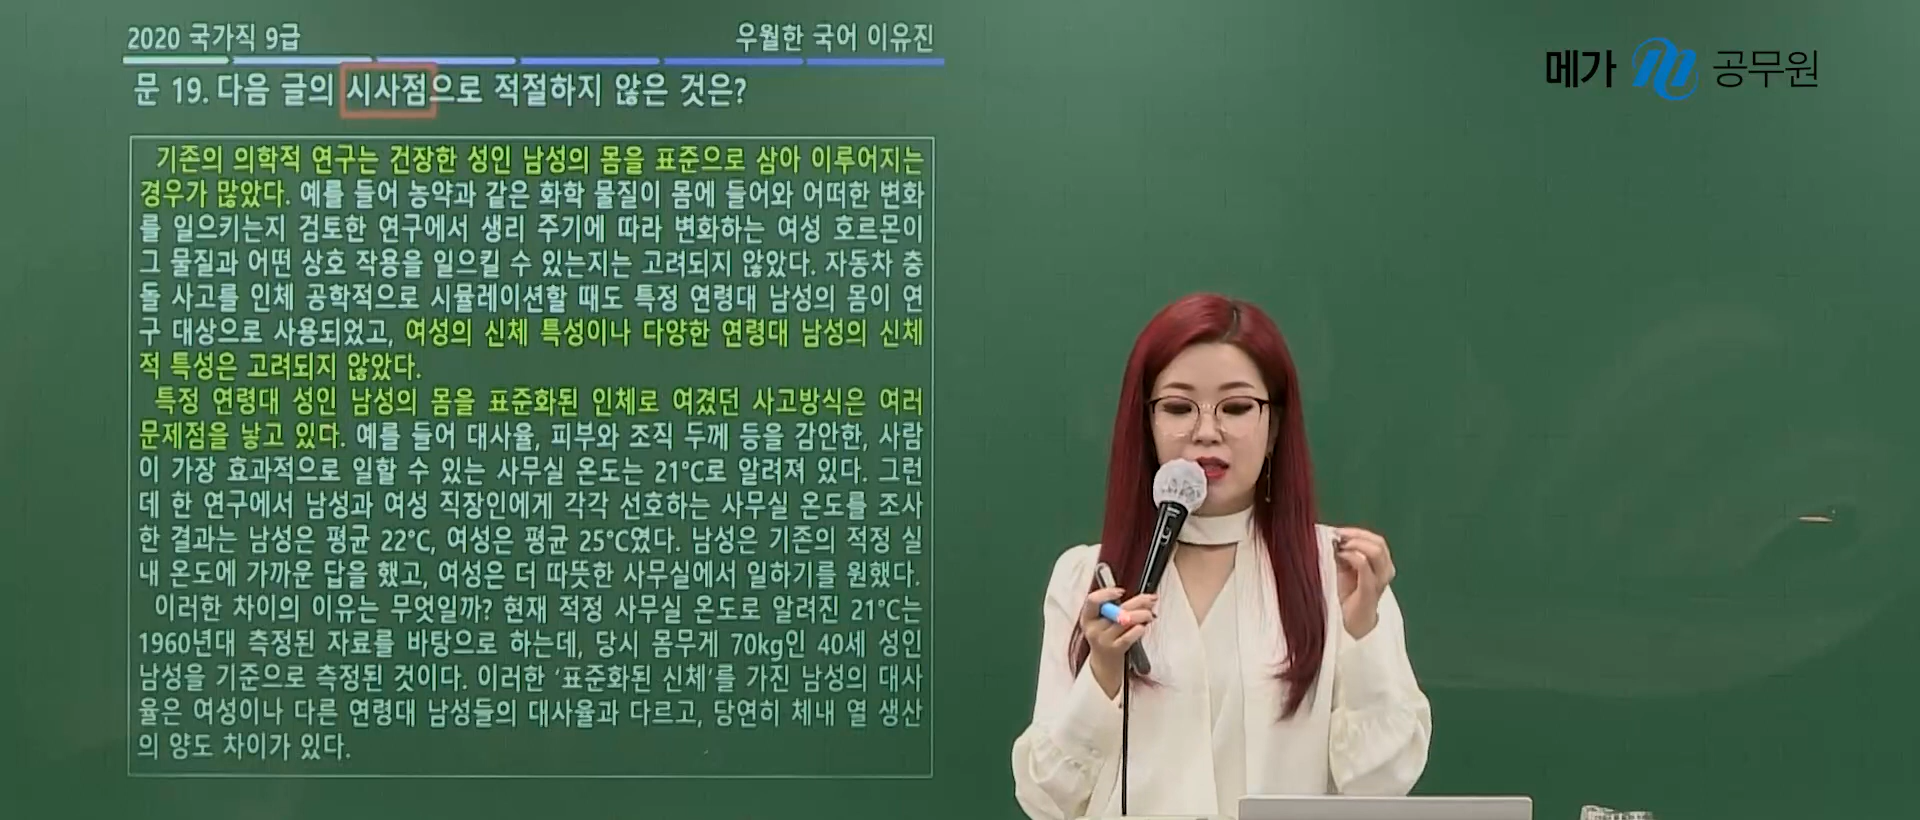 2020 국가직 9급
우월한 국어 이유진
메가 공무원
문 19. 다음 글의 시사점으로 적절하지 않은 것은?
기존의 의학적 연구는 건장한 성인 남성의 몸을 표준으로 삼아 이루어지는
경우가 많았다. 예를 들어 농약과 같은 화학 물질이 몸에 들어와 어떠한 변화
를 일으키는지 검토한 연구에서 생리 주기에 따라 변화하는 여성 호르몬이
그 물질과 어떤 상호 작용을 일으킬 수 있는지는 고려되지 않았다. 자동차 충
돌 사고를 인체 공학적으로 시뮬레이션할 때도 특정 연령대 남성의 몸이 연
구 대상으로 사용되었고, 여성의 신체 특성이나 다양한 연령대 남성의 신체
적 특성은 고려되지 않았다.
특정 연령대 성인 남성의 몸을 표준화된 인체로 여겼던 사고방식은 여러
문제점을 낳고 있다. 예를 들어 대사율, 피부와 조직 두께 등을 감안한, 사람
이 가장 효과적으로 일할 수 있는 사무실 온도는 21°C로 알려져 있다. 그런
데 한 연구에서 남성과 여성 직장인에게 각각 선호하는 사무실 온도를 조사
한 결과는 남성은 평균 22°C, 여성은 평균 25°C였다. 남성은 기존의 적정 실
내 온도에 가까운 답을 했고, 여성은 더 따뜻한 사무실에서 일하기를 원했다.
이러한 차이의 이유는 무엇일까? 현재 적정 사무실 온도로 알려진 21°C는
1960년대 측정된 자료를 바탕으로 하는데, 당시 몸무게 70kg인 40세 성인
남성을 기준으로 측정된 것이다. 이러한 ‘표준화된 신체’를 가진 남성의 대사
율은 여성이나 다른 연령대 남성들의 대사율과 다르고, 당연히 체내 열 생산
의 양도 차이가 있다.